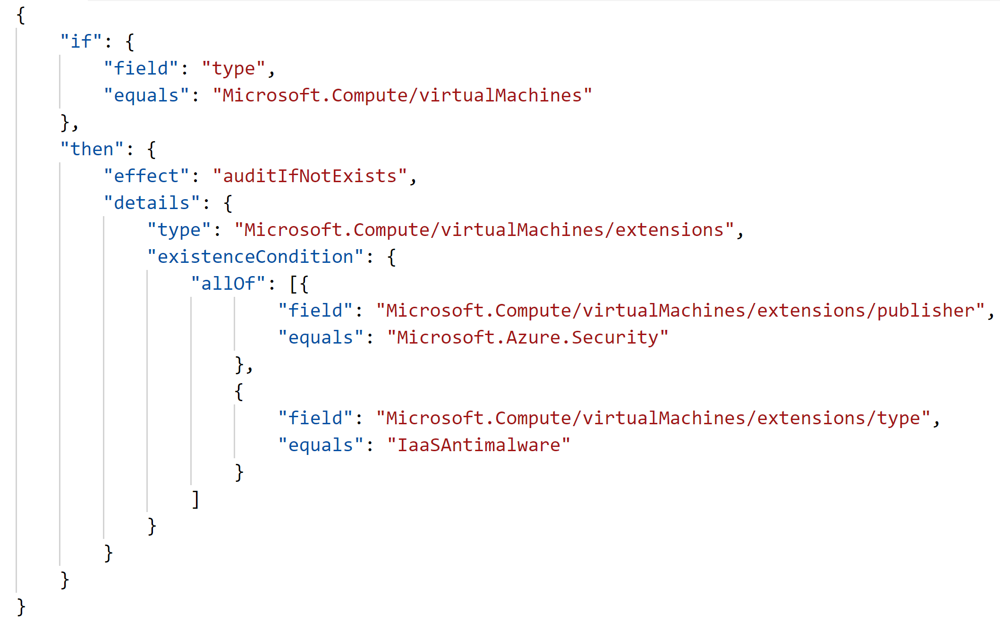 {
    "if": {
        "field": "type",
        "equals": "Microsoft.Compute/virtualMachines"
    },
    "then": {
        "effect": "auditIfNotExists",
        "details": {
            "type": "Microsoft.Compute/virtualMachines/extensions",
            "existenceCondition": {
                "allOf": [{
                        "field": "Microsoft.Compute/virtualMachines/extensions/publisher",
                        "equals": "Microsoft.Azure.Security"
                    },
                    {
                        "field": "Microsoft.Compute/virtualMachines/extensions/type",
                        "equals": "IaaSAntimalware"
                    }
                ]
            }
        }
    }
}